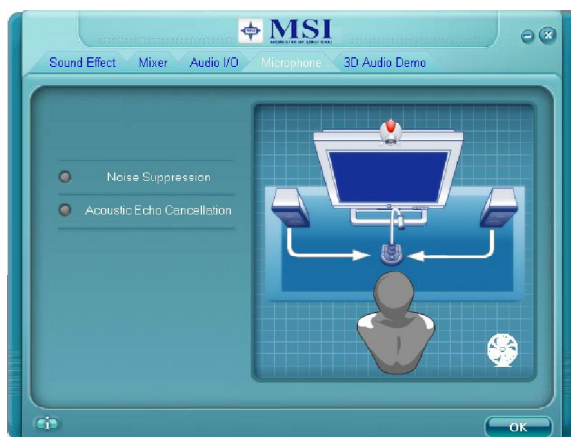 MSI
Sound Effect Mixer Audio I/O Microphone 3D Audio Demo
Noise Suppression
Acoustic Echo Cancellation
i
OK